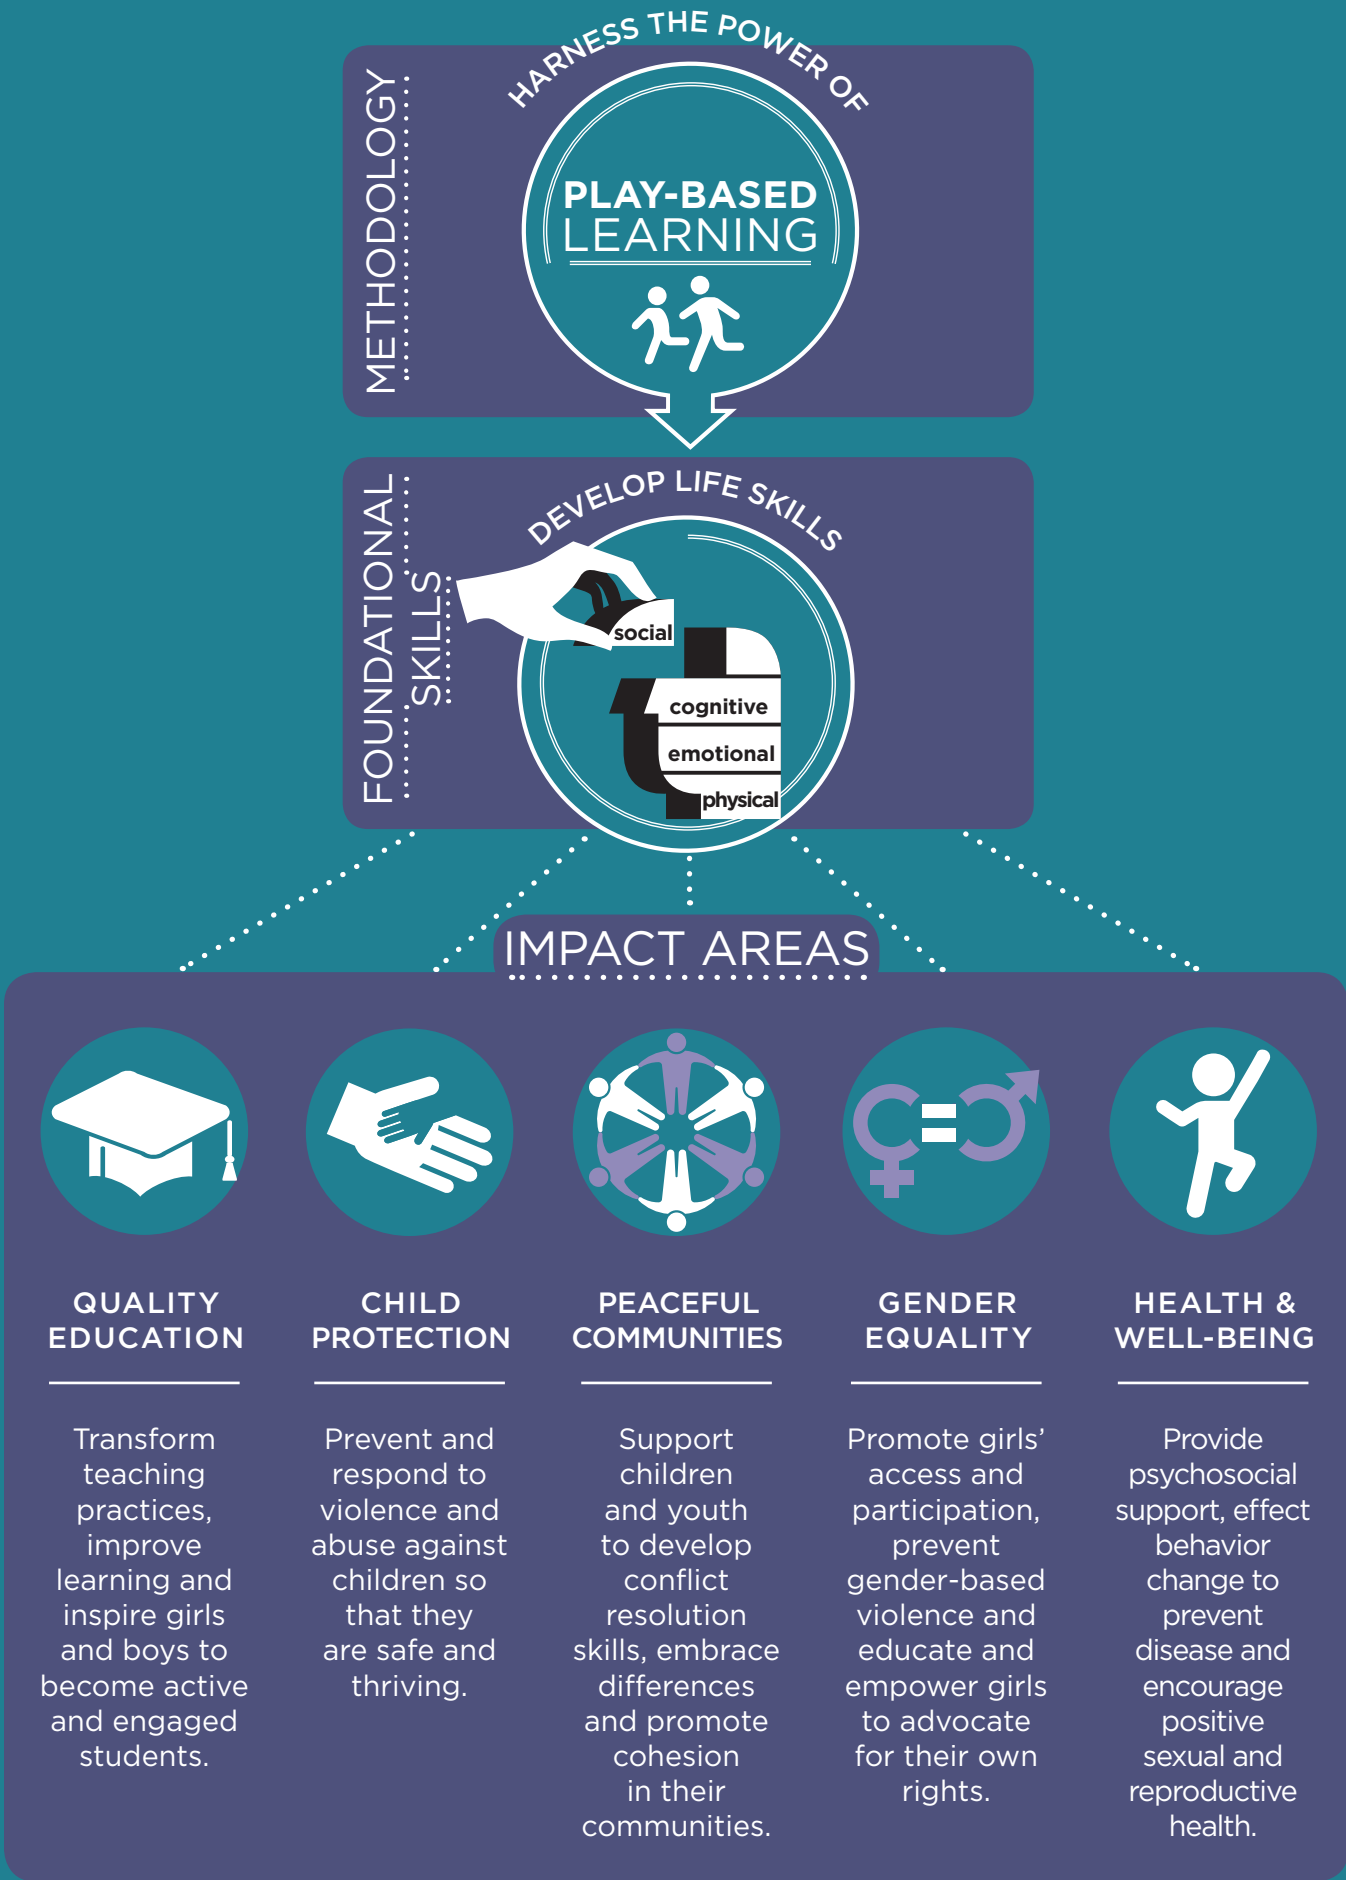 METHODOLOGY
HARNESS THE POWER OF
PLAY-BASED
LEARNING
FOUNDATIONAL
SKILLS
DEVELOP LIFE SKILLS
social
cognitive
emotional
physical
IMPACT AREAS
QUALITY
EDUCATION
Transform
teaching
practices,
improve
learning and
inspire girls
and boys to
become active
and engaged
students.
CHILD
PROTECTION
Prevent and
respond to
violence and
abuse against
children so
that they
are safe and
thriving.
PEACEFUL
COMMUNITIES
Support
children
and youth
to develop
conflict
resolution
skills, embrace
differences
and promote
cohesion
in their
communities.
GENDER
EQUALITY
Promote girls’
access and
participation,
prevent
gender-based
violence and
educate and
empower girls
to advocate
for their own
rights.
HEALTH &
WELL-BEING
Provide
psychosocial
support, effect
behavior
change to
prevent
disease and
encourage
positive
sexual and
reproductive
health.